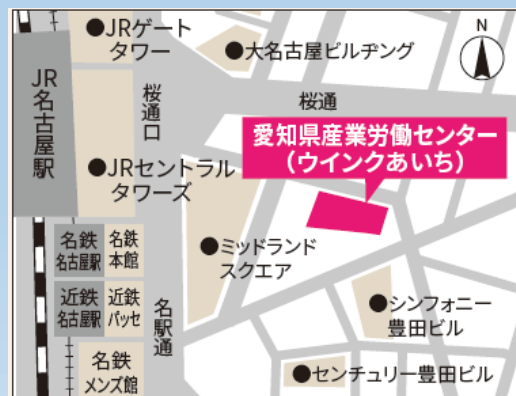 JRゲート
タワー
大名古屋ビルヂング
N
JR名古屋駅
桜通口
桜通
愛知県産業労働センター
（ウインクあいち）
JRセントラル
タワーズ
ミッドランド
スクエア
名鉄
名古屋駅
名鉄
本館
近鉄
名古屋駅
近鉄
パッセ
名駅通
シンフォニー
豊田ビル
名鉄
メンズ館
センチュリー豊田ビル